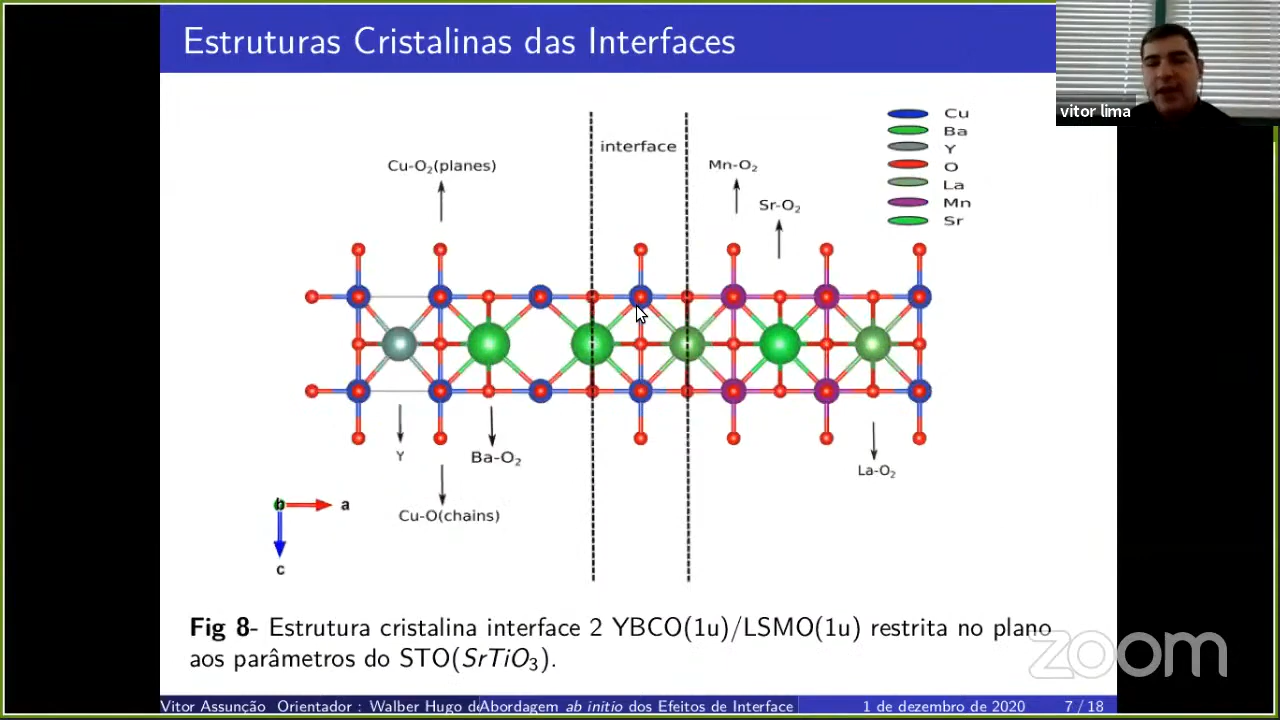 Estruturas Cristalinas das Interfaces
vitor lima
interface
Cu-O₂(planes)
Mn-O₂
Sr-O₂
Cu
Ba
Y
O
La
Mn
Sr
Y
Ba-O₂
La-O₂
Cu-O(chains)
b
a
c
Fig 8- Estrutura cristalina interface 2 YBCO(1u)/LSMO(1u) restrita no plano
aos parâmetros do STO(SrTiO₃).
zoom
Vitor Assunção Orientador : Walber Hugo Abordagem ab initio dos Efeitos de Interface 1 de dezembro de 2020 7 / 18